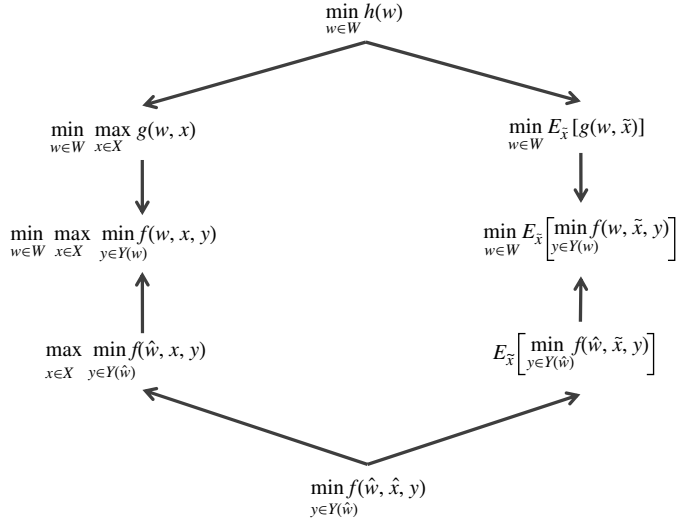 min h(w)
w∈W
min max g(w, x)
w∈W x∈X
min E_x̃ [g(w, x̃)]
w∈W
min max min f(w, x, y)
w∈W x∈X y∈Y(w)
min E_x̃ [min f(w, x̃, y)]
w∈W y∈Y(w)
max min f(ŵ, x, y)
x∈X y∈Y(ŵ)
E_x̃ [min f(ŵ, x̃, y)]
y∈Y(ŵ)
min f(ŵ, x̂, y)
y∈Y(ŵ)